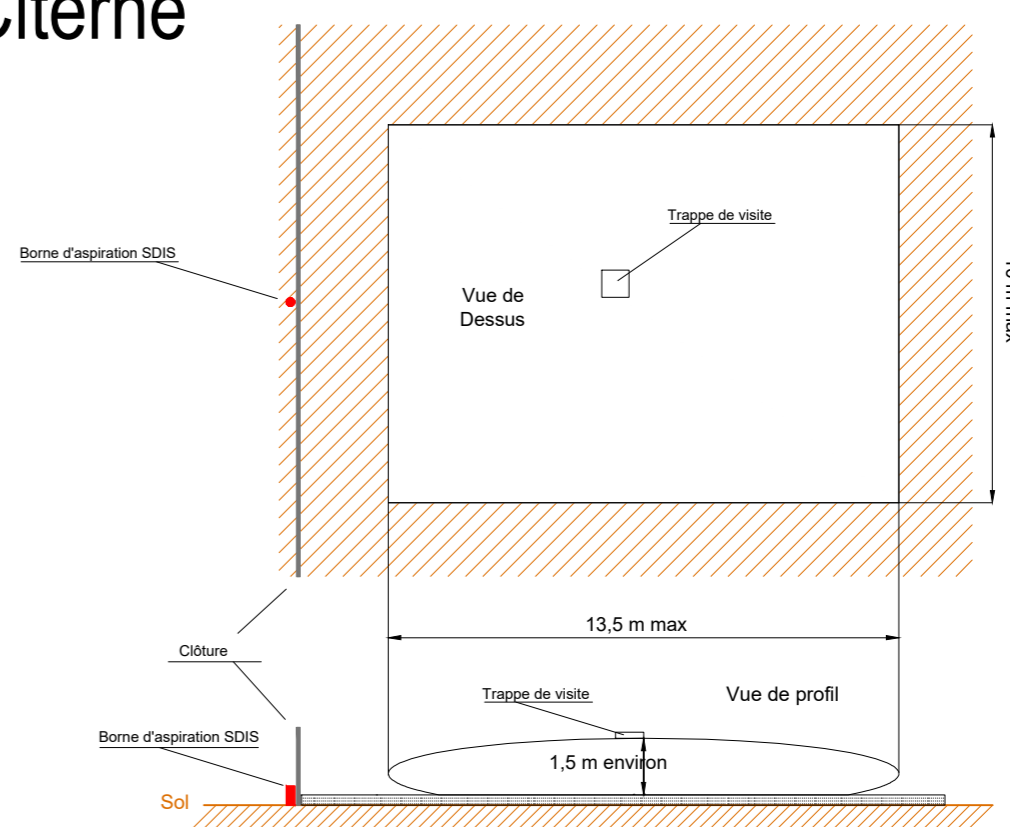 Citerne
Trappe de visite
Borne d'aspiration SDIS
Vue de
Dessus
13,5 m max
Clôture
Trappe de visite
Vue de profil
Borne d'aspiration SDIS
1,5 m environ
Sol